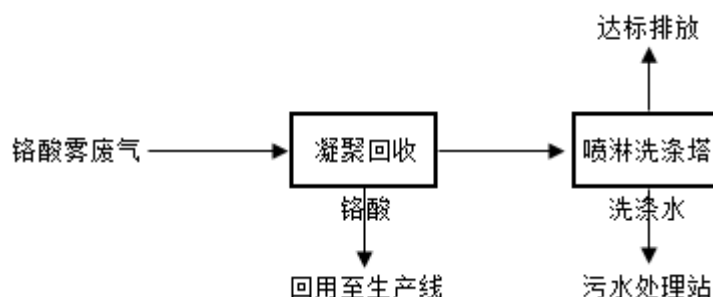 达标排放
铬酸雾废气
凝聚回收
喷淋洗涤塔
铬酸
洗涤水
回用至生产线
污水处理站